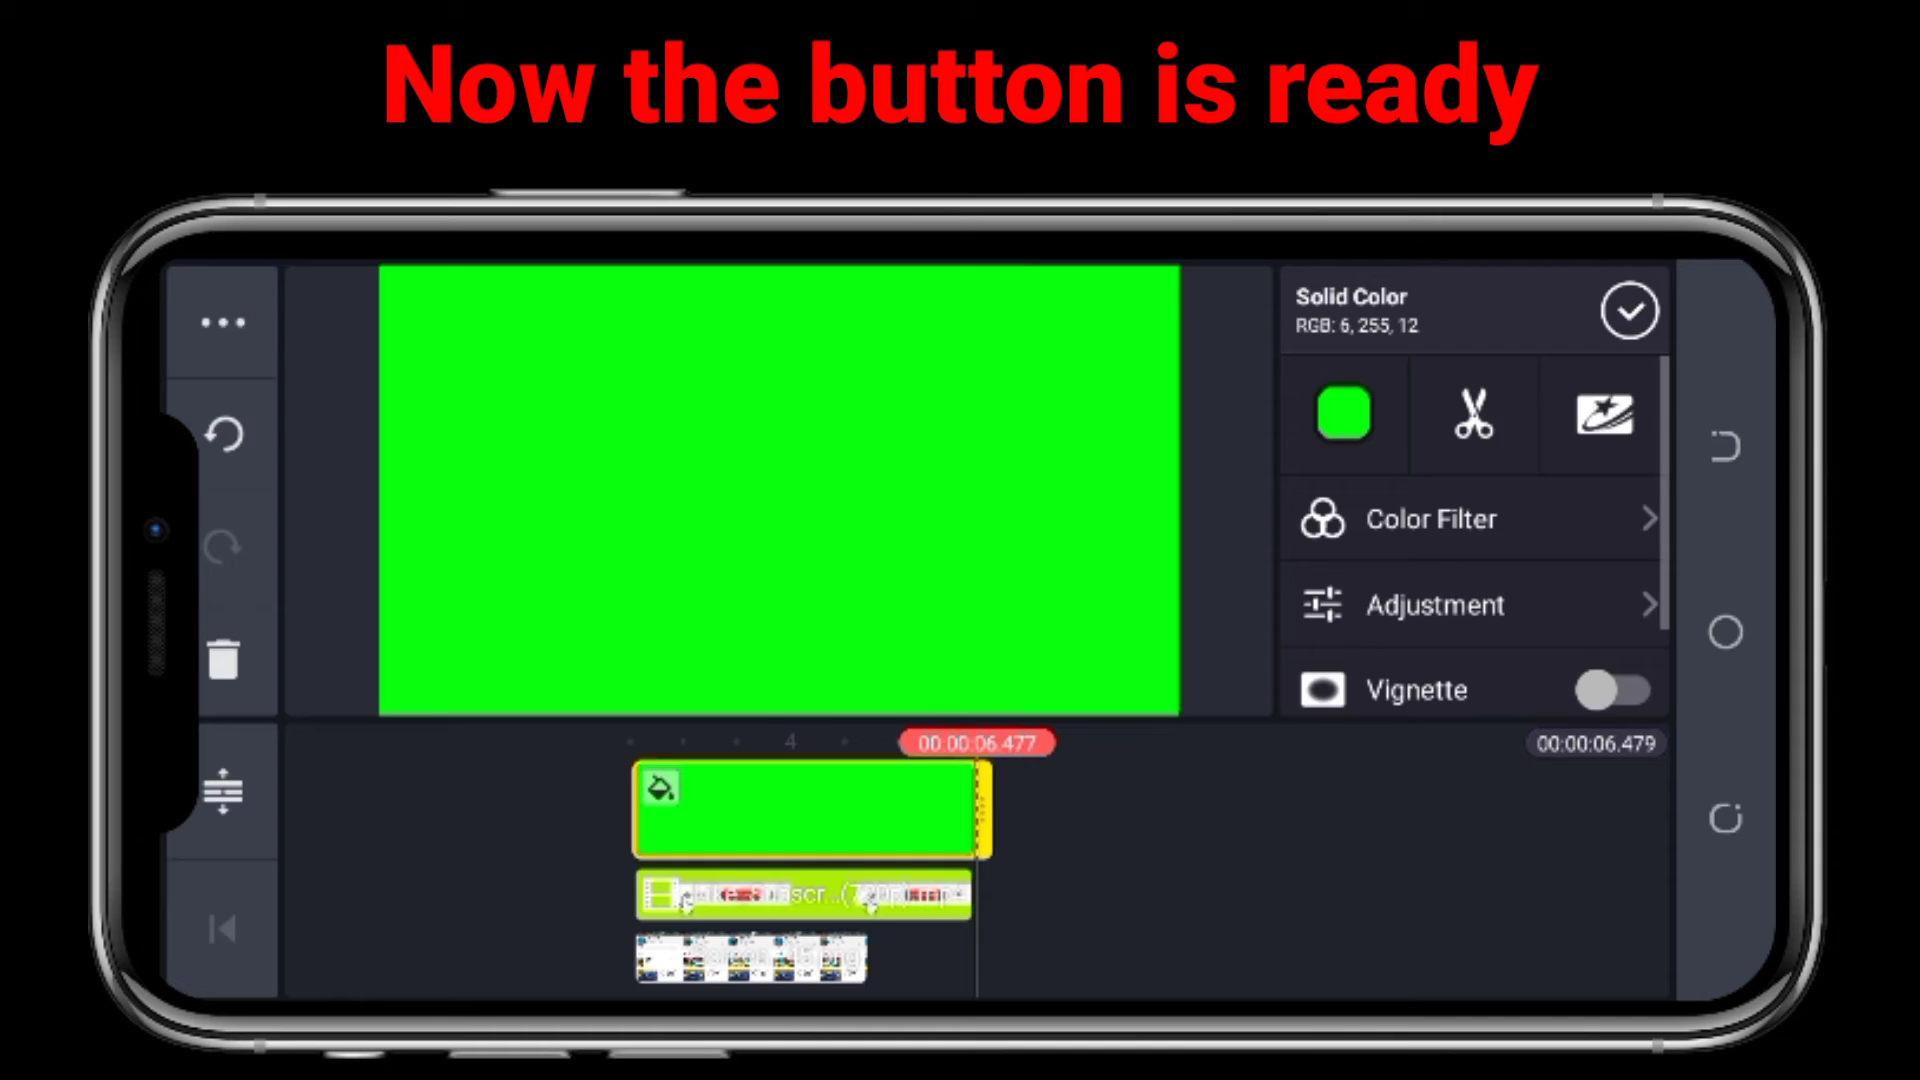 Now the button is ready
Solid Color
RGB: 6, 255, 12
Color Filter
Adjustment
Vignette
4
00:00:06.477
00:00:06.479